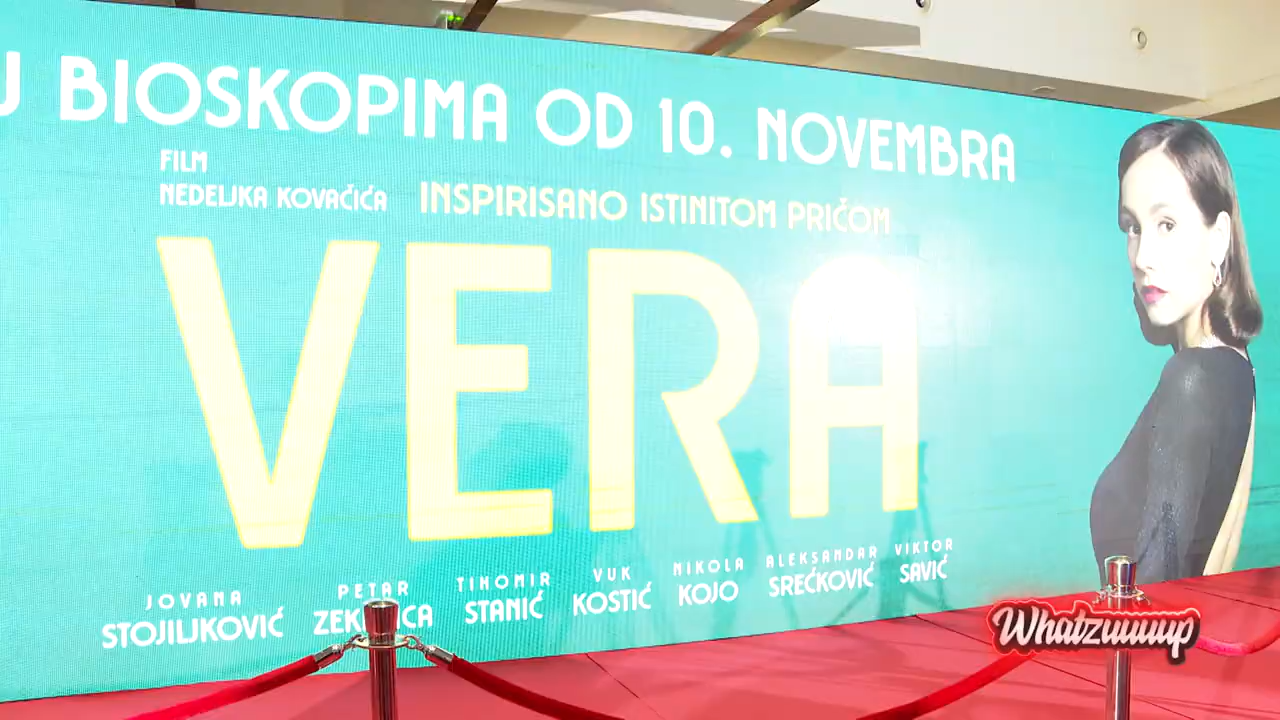 U BIOSKOPIMA OD 10. NOVEMBRA
FILM
NEDELJKA KOVAČIĆA
INSPIRISANO ISTINITOM PRIČOM
VERA
JOVANA
STOJILJKOVIĆ
PETAR
TIHOMIR
STANIĆ
VUK
KOSTIĆ
NIKOLA
KOJO
ALEKSANDAR
SREĆKOVIĆ
VIKTOR
SAVIĆ
Whatzuuuup